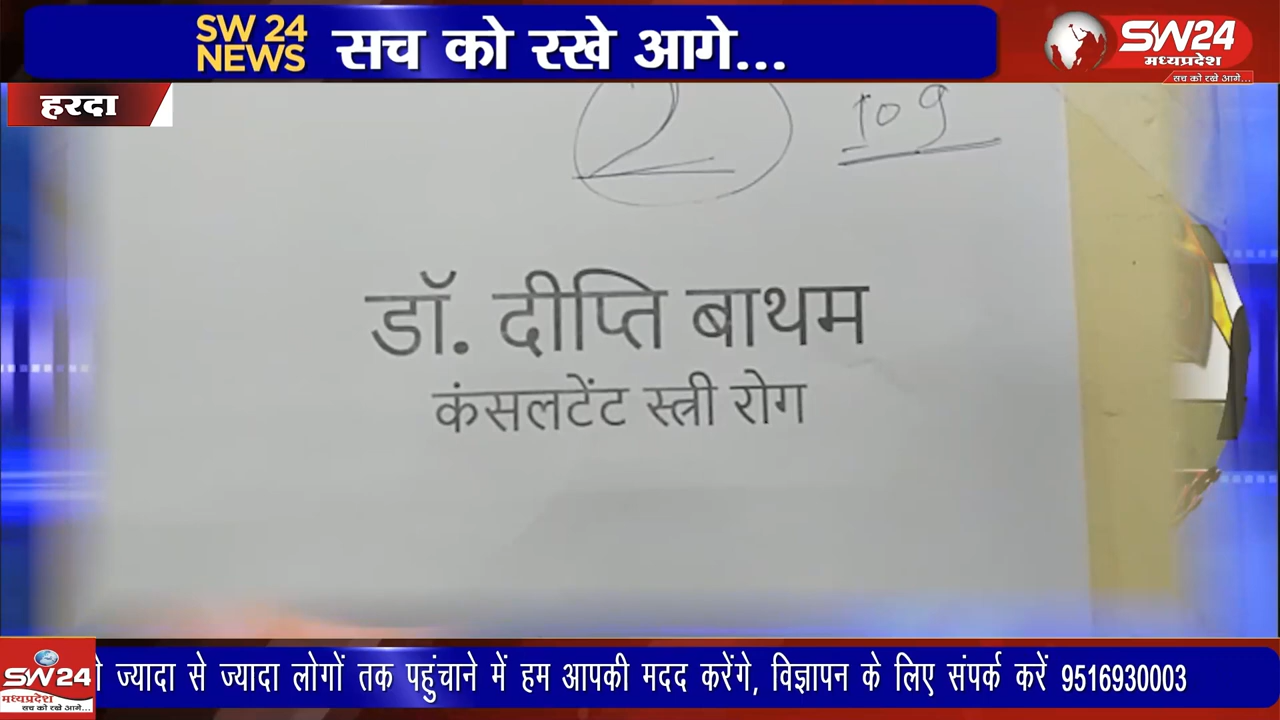 SW 24
NEWS
सच को रखे आगे...
SW24
मध्यप्रदेश
सच को रखे आगे...
हरदा
2
109
डॉ. दीप्ति बाथम
कंसलटेंट स्त्री रोग
SW24
मध्यप्रदेश
सच को रखे आगे...
ज्यादा से ज्यादा लोगों तक पहुंचाने में हम आपकी मदद करेंगे, विज्ञापन के लिए संपर्क करें 9516930003